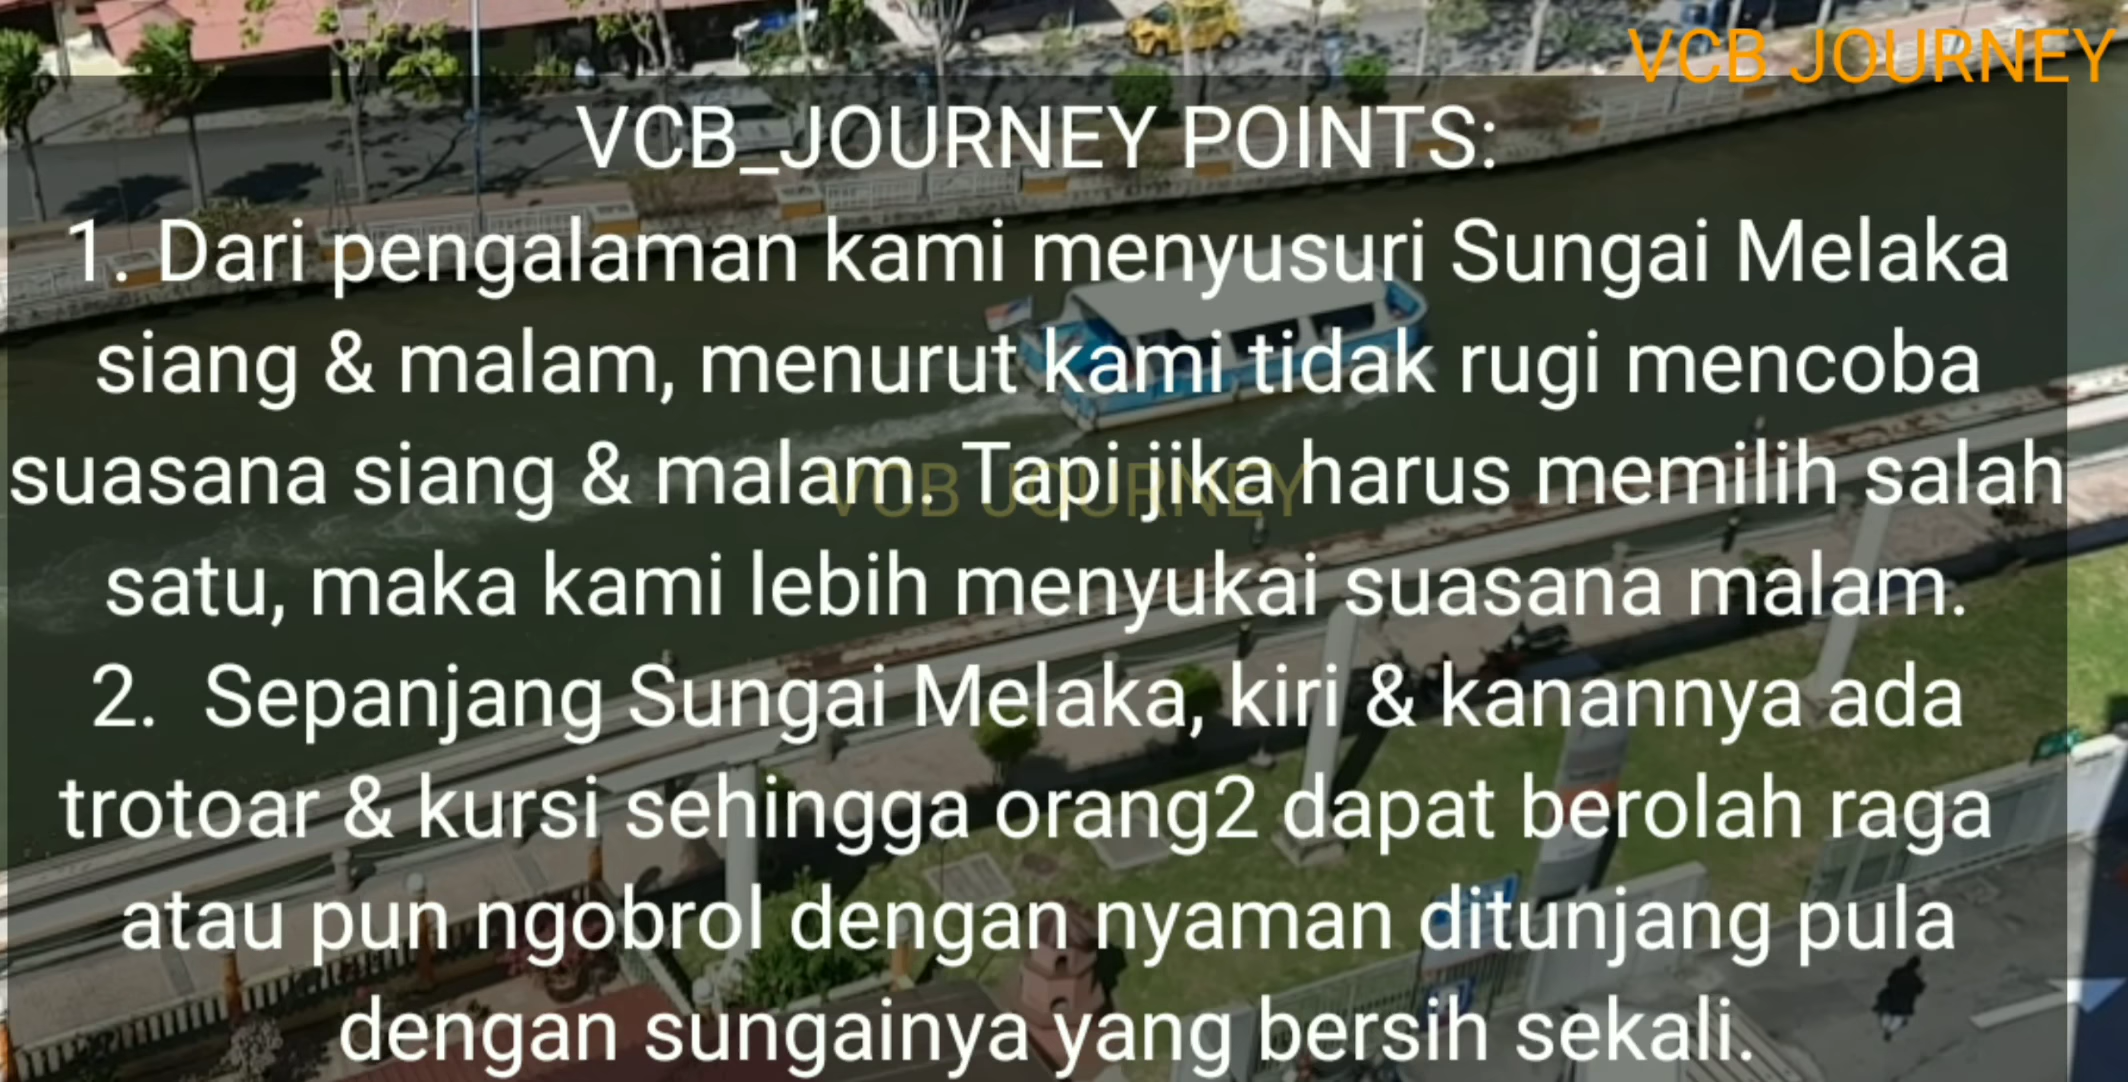 VCB JOURNEY
VCB_JOURNEY POINTS:
1. Dari pengalaman kami menyusuri Sungai Melaka
siang & malam, menurut kami tidak rugi mencoba
suasana siang & malam. Tapi jika harus memilih salah
VCB JOURNEY
satu, maka kami lebih menyukai suasana malam.
2.  Sepanjang Sungai Melaka, kiri & kanannya ada
trotoar & kursi sehingga orang2 dapat berolah raga
atau pun ngobrol dengan nyaman ditunjang pula
dengan sungainya yang bersih sekali.